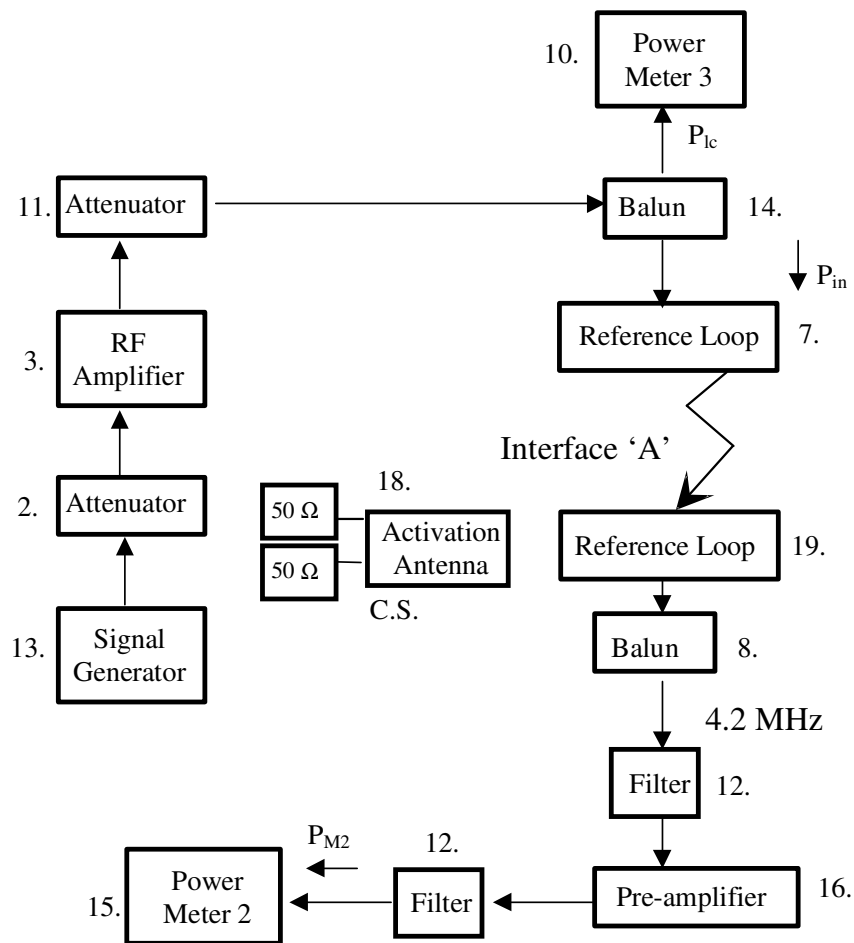 10.
Power
Meter 3
P_lc
11.
Attenuator
Balun
14.
P_in
3.
RF
Amplifier
Reference Loop
7.
Interface ‘A’
2.
Attenuator
18.
50 Ω
50 Ω
Activation
Antenna
C.S.
Reference Loop
19.
13.
Signal
Generator
Balun
8.
4.2 MHz
Filter
12.
P_M2
15.
Power
Meter 2
12.
Filter
Pre-amplifier
16.